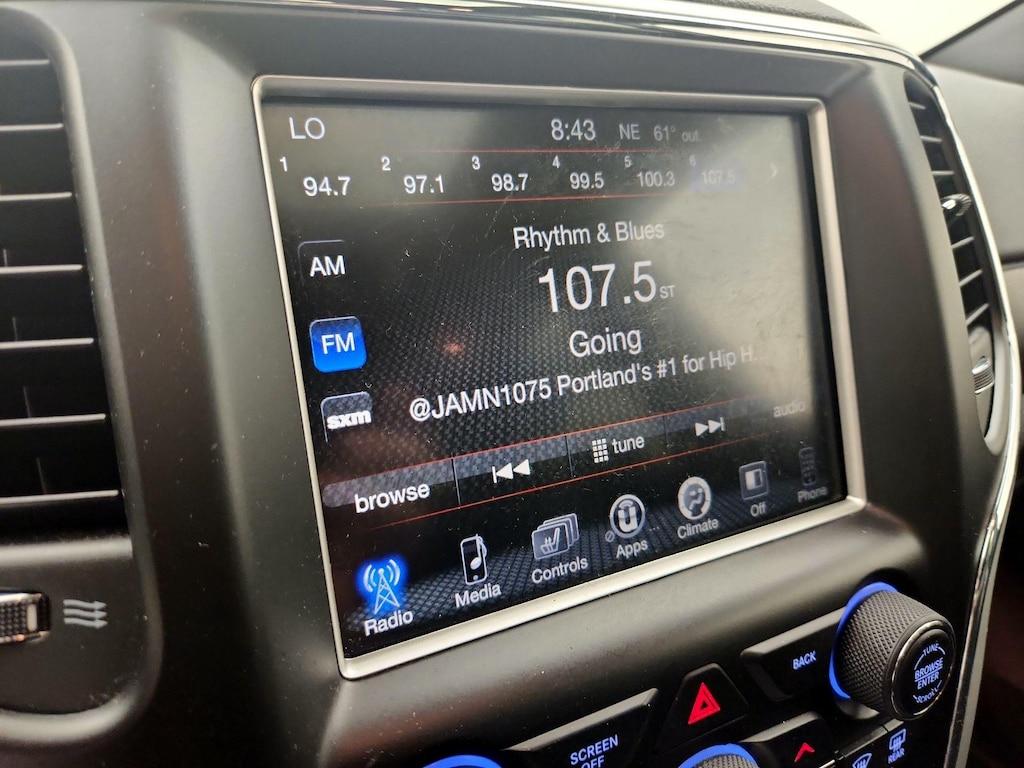 LO 8:43 NE 61° out
1 2 3 4 5 6
94.7 97.1 98.7 99.5 100.3 107.5
Rhythm & Blues
AM
107.5 ST
FM
Going
@JAMN1075 Portland's #1 for Hip H...
sxm
browse tune audio
Radio Media Controls Apps Climate Off Phone
BACK
TUNE
BROWSE
ENTER
SCROLL
SCREEN
OFF
REAR